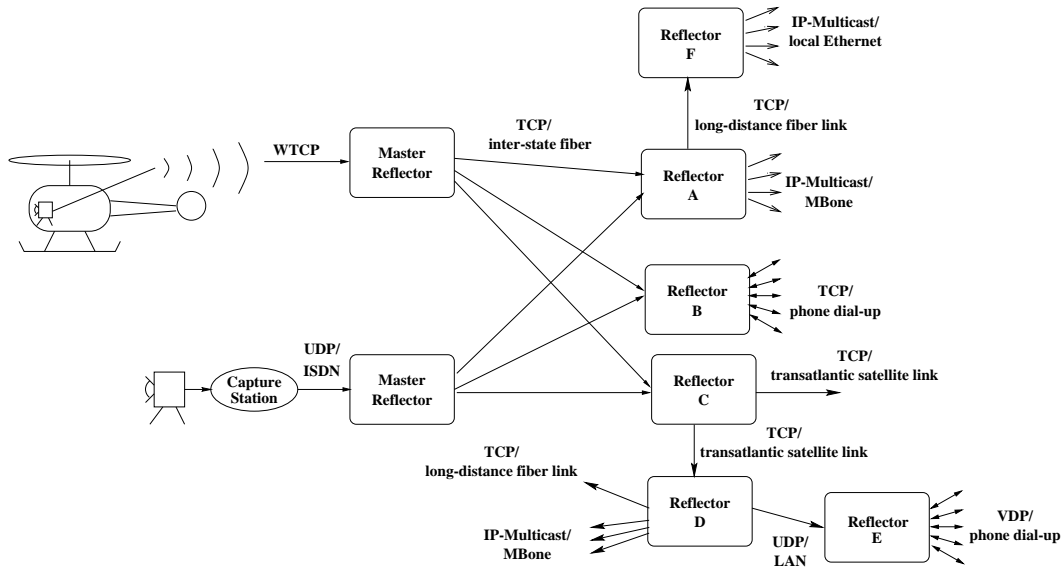 Reflector
F
IP-Multicast/
local Ethernet
TCP/
long-distance fiber link
WTCP
Master
Reflector
TCP/
inter-state fiber
Reflector
A
IP-Multicast/
MBone
Reflector
B
TCP/
phone dial-up
Capture
Station
UDP/
ISDN
Master
Reflector
Reflector
C
TCP/
transatlantic satellite link
TCP/
transatlantic satellite link
TCP/
long-distance fiber link
Reflector
D
IP-Multicast/
MBone
UDP/
LAN
Reflector
E
VDP/
phone dial-up